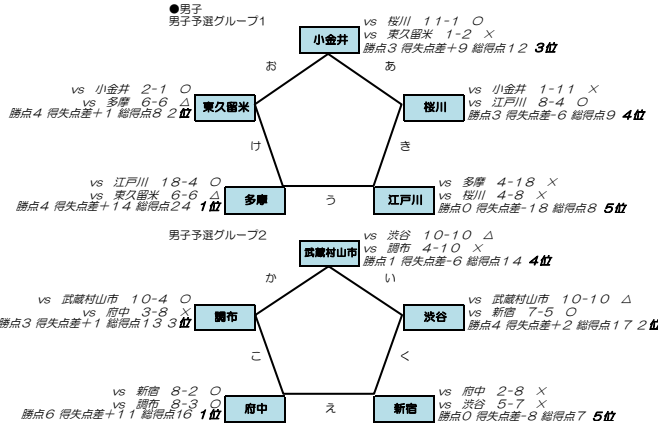 ●男子
男子予選グループ1
小金井
vs 桜川 11-1 ○
vs 東久留米 1-2 ×
勝点3 得失点差+9 総得点12 3位
お
あ
vs 小金井 2-1 ○
vs 多摩 6-6 △
勝点4 得失点差+1 総得点8 2位
東久留米
桜川
vs 小金井 1-11 ×
vs 江戸川 8-4 ○
勝点3 得失点差-6 総得点9 4位
け
き
vs 江戸川 18-4 ○
vs 東久留米 6-6 △
勝点4 得失点差+14 総得点24 1位
多摩
う
江戸川
vs 多摩 4-18 ×
vs 桜川 4-8 ×
勝点0 得失点差-18 総得点8 5位
男子予選グループ2
武蔵村山市
vs 渋谷 10-10 △
vs 調布 4-10 ×
勝点1 得失点差-6 総得点14 4位
か
い
vs 武蔵村山市 10-4 ○
vs 府中 3-8 ×
勝点3 得失点差+1 総得点13 3位
調布
渋谷
vs 武蔵村山市 10-10 △
vs 新宿 7-5 ○
勝点4 得失点差+2 総得点17 2位
こ
く
vs 新宿 8-2 ○
vs 調布 8-3 ○
勝点6 得失点差+11 総得点16 1位
府中
え
新宿
vs 府中 2-8 ×
vs 渋谷 5-7 ×
勝点0 得失点差-8 総得点7 5位